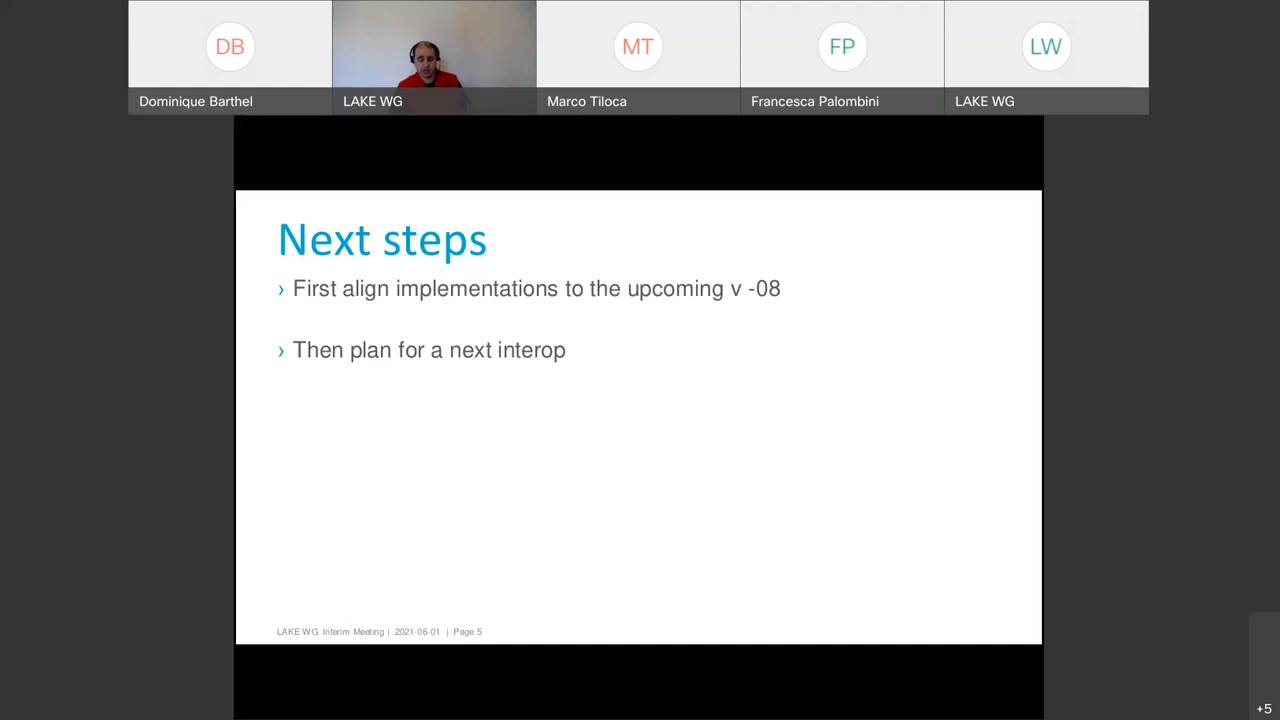 DB
MT
FP
LW
Dominique Barthel
LAKE WG
Marco Tiloca
Francesca Palombini
LAKE WG
Next steps
› First align implementations to the upcoming v -08
› Then plan for a next interop
LAKE WG Interim Meeting | 2021-06-01 | Page 5
+5